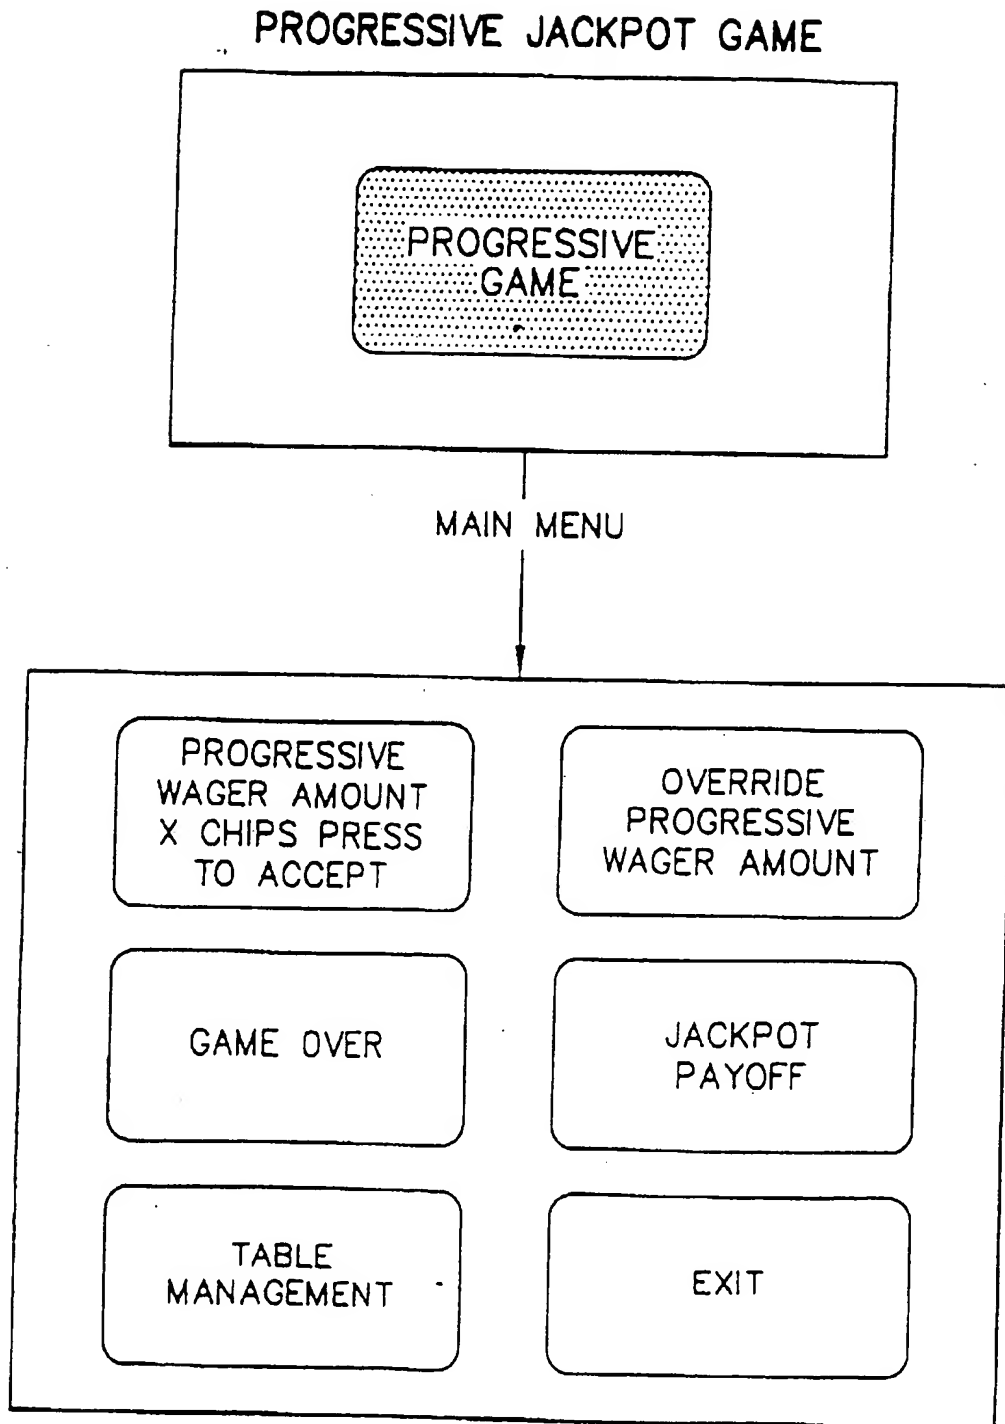 PROGRESSIVE JACKPOT GAME
PROGRESSIVE
GAME
MAIN MENU
PROGRESSIVE
WAGER AMOUNT
X CHIPS PRESS
TO ACCEPT
OVERRIDE
PROGRESSIVE
WAGER AMOUNT
GAME OVER
JACKPOT
PAYOFF
TABLE
MANAGEMENT
EXIT